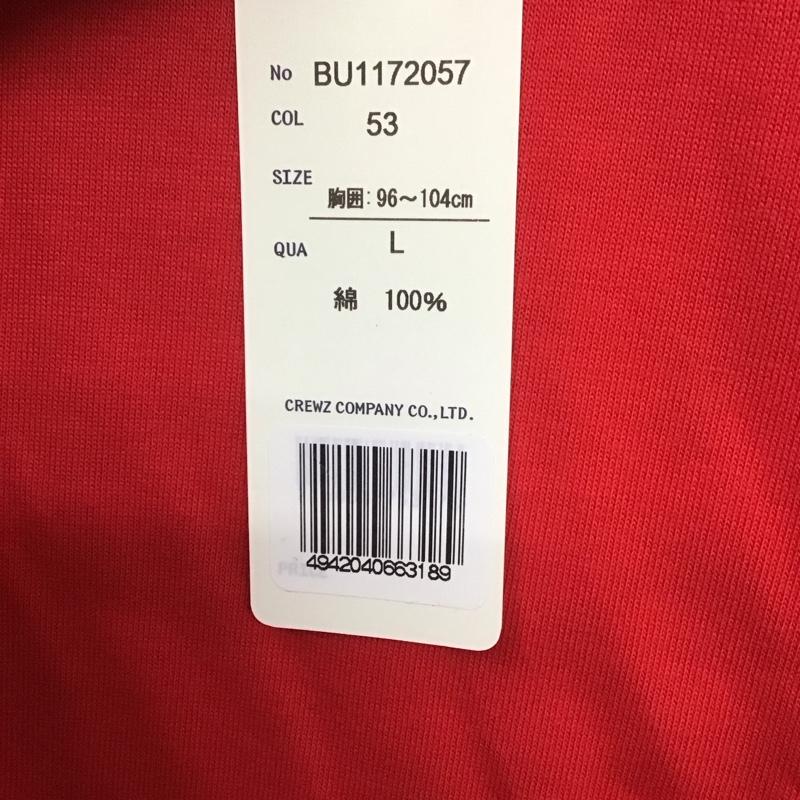 No BU1172057
COL 53
SIZE
胸囲: 96～104cm
L
QUA
綿 100%
CREWZ COMPANY CO.,LTD.
4942040663189